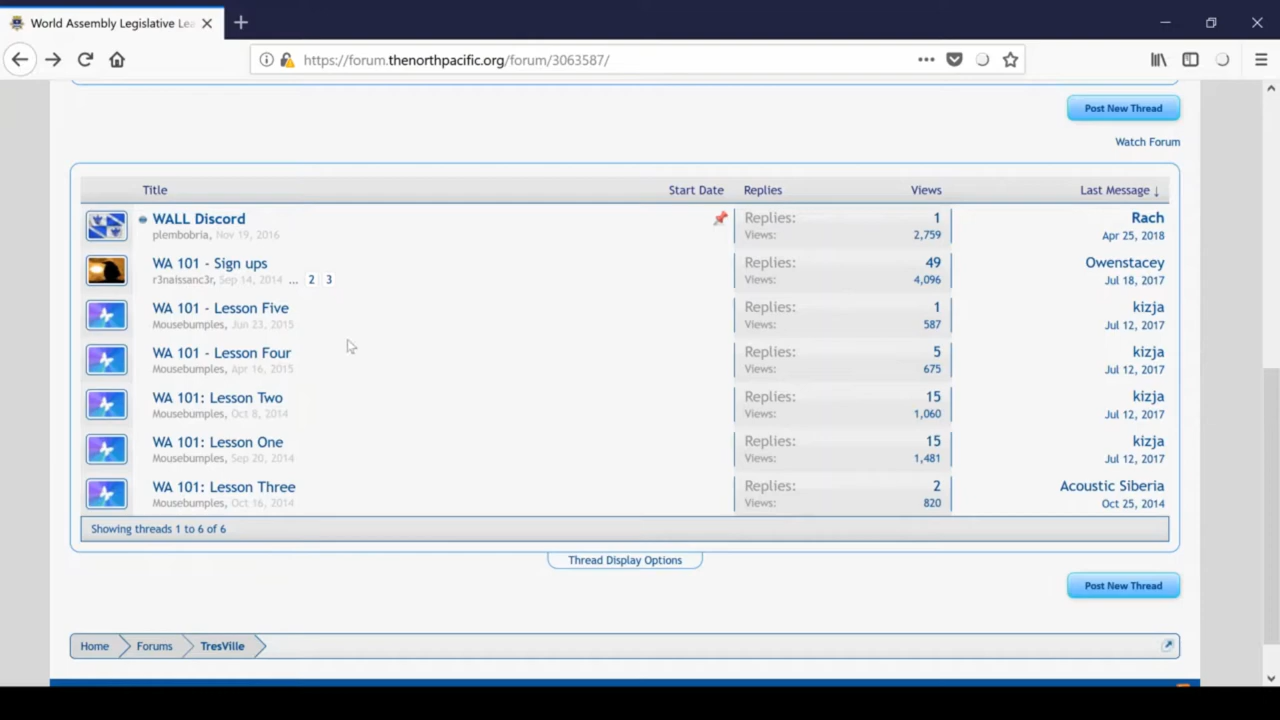 World Assembly Legislative Lea
https://forum.thenorthpacific.org/forum/3063587/
Post New Thread
Watch Forum
Title Start Date Replies Views Last Message ↓
WALL Discord Replies: 1 Rach
plembobria, Nov 19, 2016 Views: 2,759 Apr 25, 2018
WA 101 - Sign ups Replies: 49 Owenstacey
r3naissanc3r, Sep 14, 2014 ... 2 3 Views: 4,096 Jul 18, 2017
WA 101 - Lesson Five Replies: 1 kizja
Mousebumples, Jun 23, 2015 Views: 587 Jul 12, 2017
WA 101 - Lesson Four Replies: 5 kizja
Mousebumples, Apr 16, 2015 Views: 675 Jul 12, 2017
WA 101: Lesson Two Replies: 15 kizja
Mousebumples, Oct 8, 2014 Views: 1,060 Jul 12, 2017
WA 101: Lesson One Replies: 15 kizja
Mousebumples, Sep 20, 2014 Views: 1,481 Jul 12, 2017
WA 101: Lesson Three Replies: 2 Acoustic Siberia
Mousebumples, Oct 16, 2014 Views: 820 Oct 25, 2014
Showing threads 1 to 6 of 6
Thread Display Options
Post New Thread
Home Forums TresVille